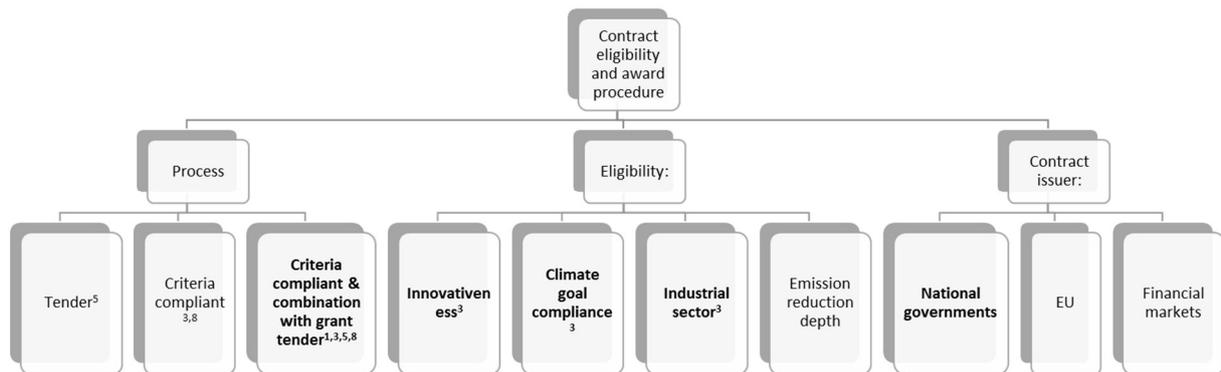 Contract
eligibility
and award
procedure
Process
Eligibility:
Contract
issuer:
Tender⁵
Criteria
compliant
3,8
Criteria
compliant &
combination
with grant
tender¹,³,⁵,⁸
Innovativen
ess³
Climate
goal
compliance
3
Industrial
sector³
Emission
reduction
depth
National
governments
EU
Financial
markets